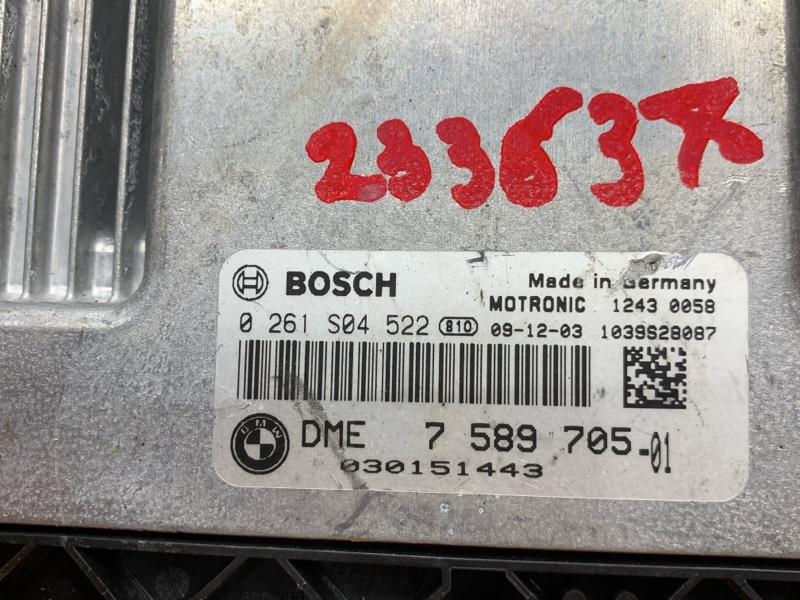 233637
BOSCH Made in Germany
MOTRONIC 1243 0058
0 261 S04 522 810 09-12-03 1039S28087
BMW DME 7 589 705-01
030151443